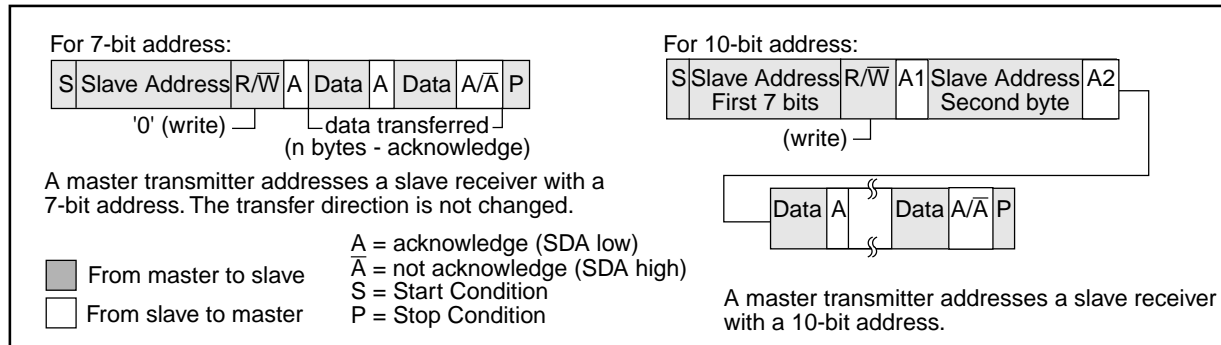 For 7-bit address:
S Slave Address R/W̅ A Data A Data A/A̅ P
'0' (write) data transferred
(n bytes - acknowledge)
A master transmitter addresses a slave receiver with a
7-bit address. The transfer direction is not changed.
From master to slave
From slave to master
A = acknowledge (SDA low)
A̅ = not acknowledge (SDA high)
S = Start Condition
P = Stop Condition
For 10-bit address:
S Slave Address R/W̅ A1 Slave Address A2
First 7 bits Second byte
(write)
Data A Data A/A̅ P
A master transmitter addresses a slave receiver
with a 10-bit address.